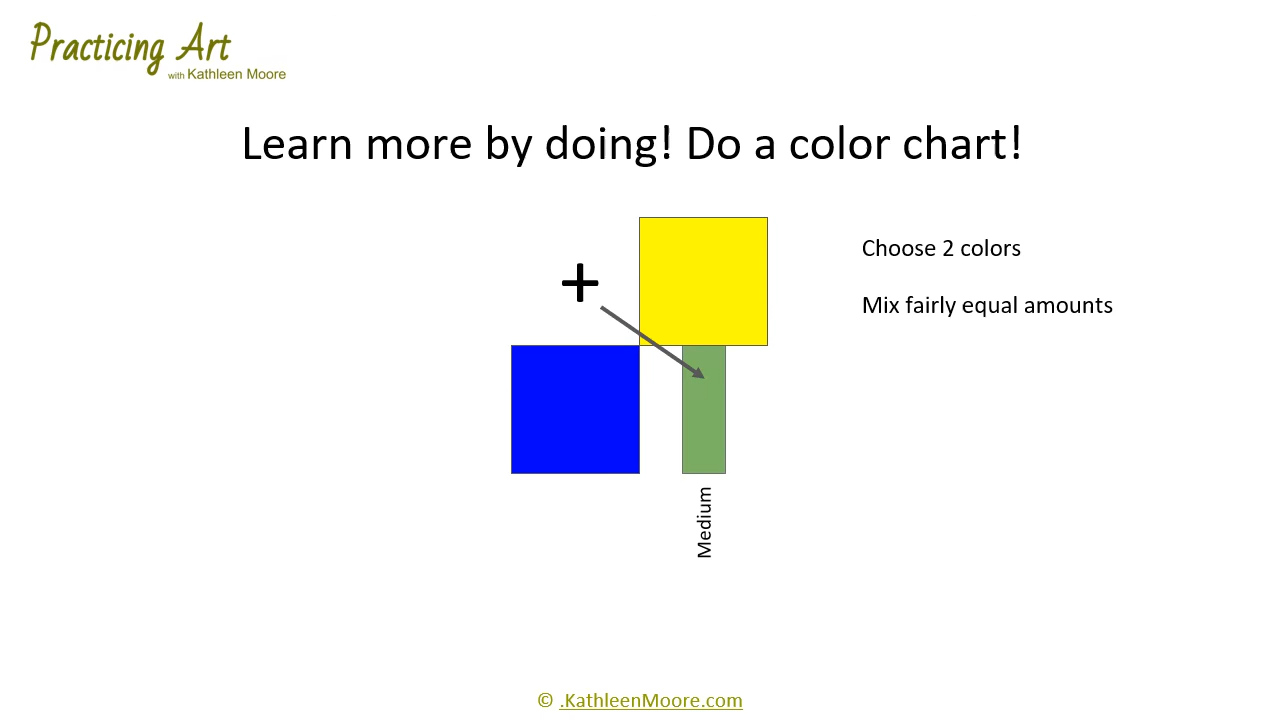 Practicing Art
with Kathleen Moore
Learn more by doing! Do a color chart!
+
Choose 2 colors
Mix fairly equal amounts
Medium
© .KathleenMoore.com